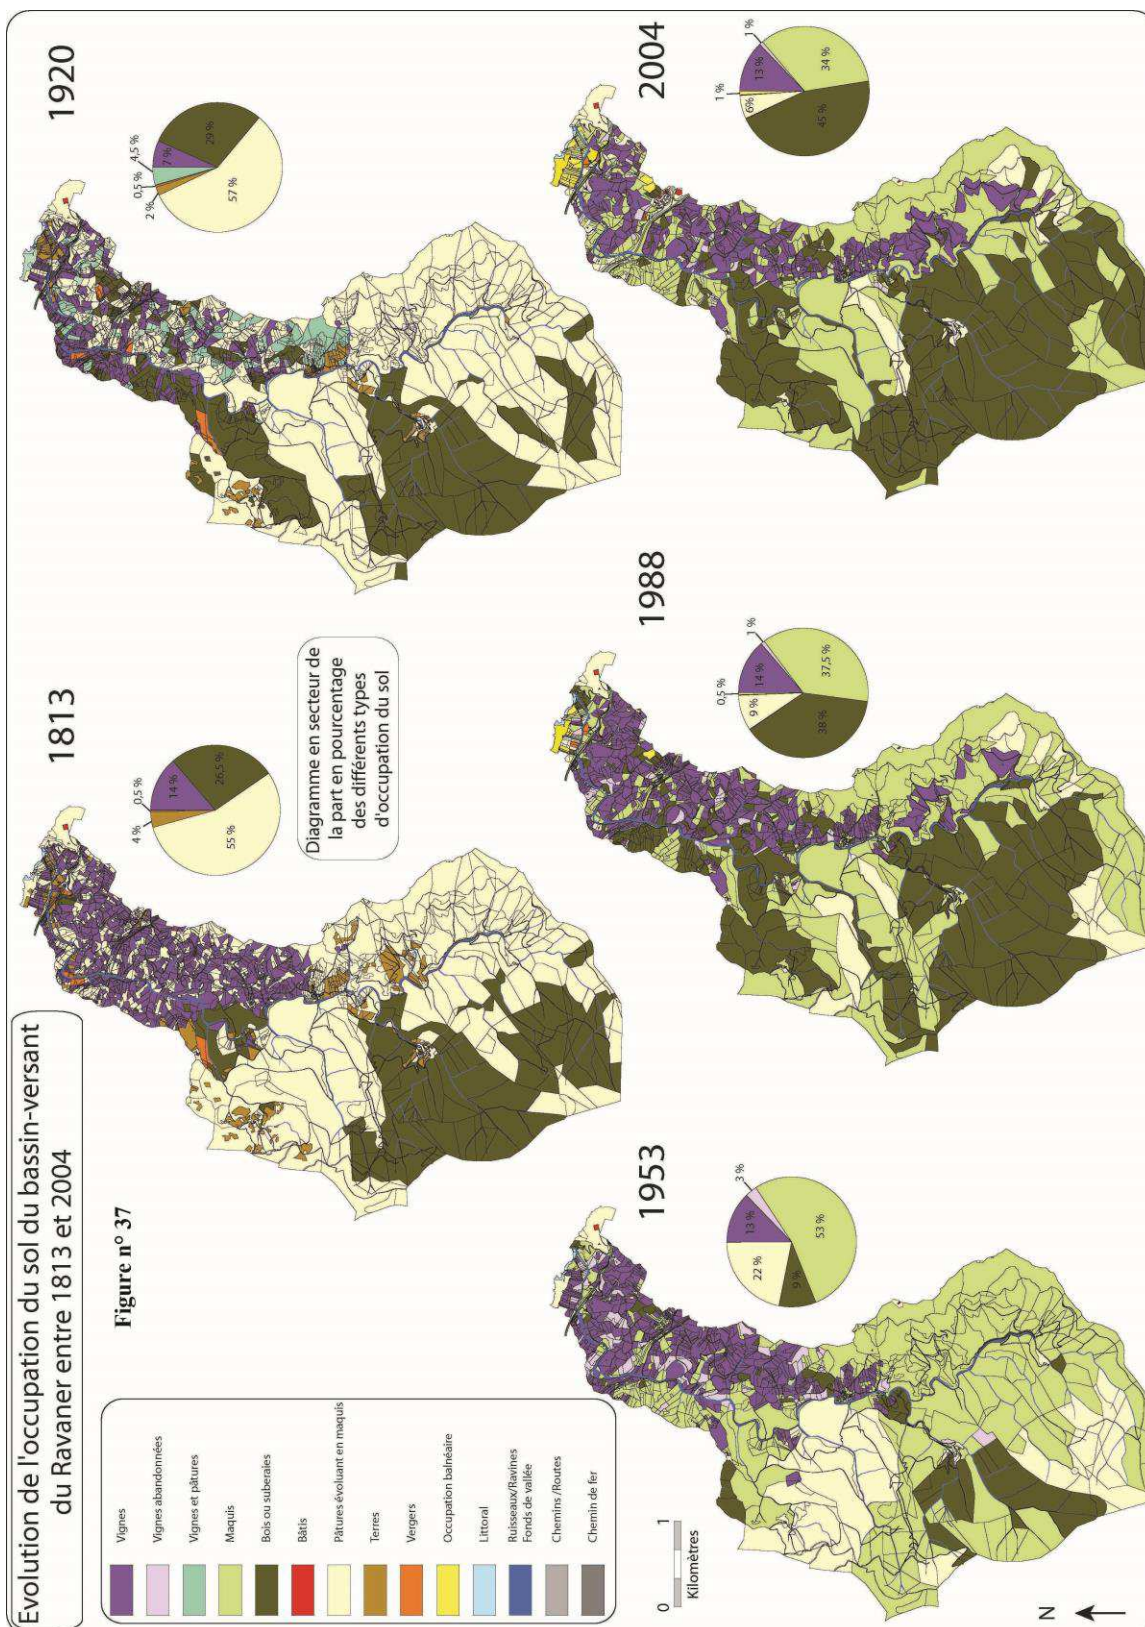 Evolution de l'occupation du sol du bassin-versant
du Ravaner entre 1813 et 2004
Figure n° 37
Vignes
Vignes abandonnées
Vignes et pâtures
Maquis
Bois ou suberaies
Bâtis
Pâtures évoluant en maquis
Terres
Vergers
Occupation balnéaire
Littoral
Ruisseaux/Ravines
Fonds de vallée
Chemins /Routes
Chemin de fer
0 1
Kilomètres
N
1813
4 %
0,5 %
14 %
26,5 %
55 %
Diagramme en secteur de
la part en pourcentage
des différents types
d'occupation du sol
1920
2 %
0,5 %
4,5 %
7 %
29 %
57 %
1953
22 %
13 %
3 %
9 %
53 %
1988
0,5 %
9 %
14 %
1 %
38 %
37,5 %
2004
1 %
6%
13 %
1 %
45 %
34 %